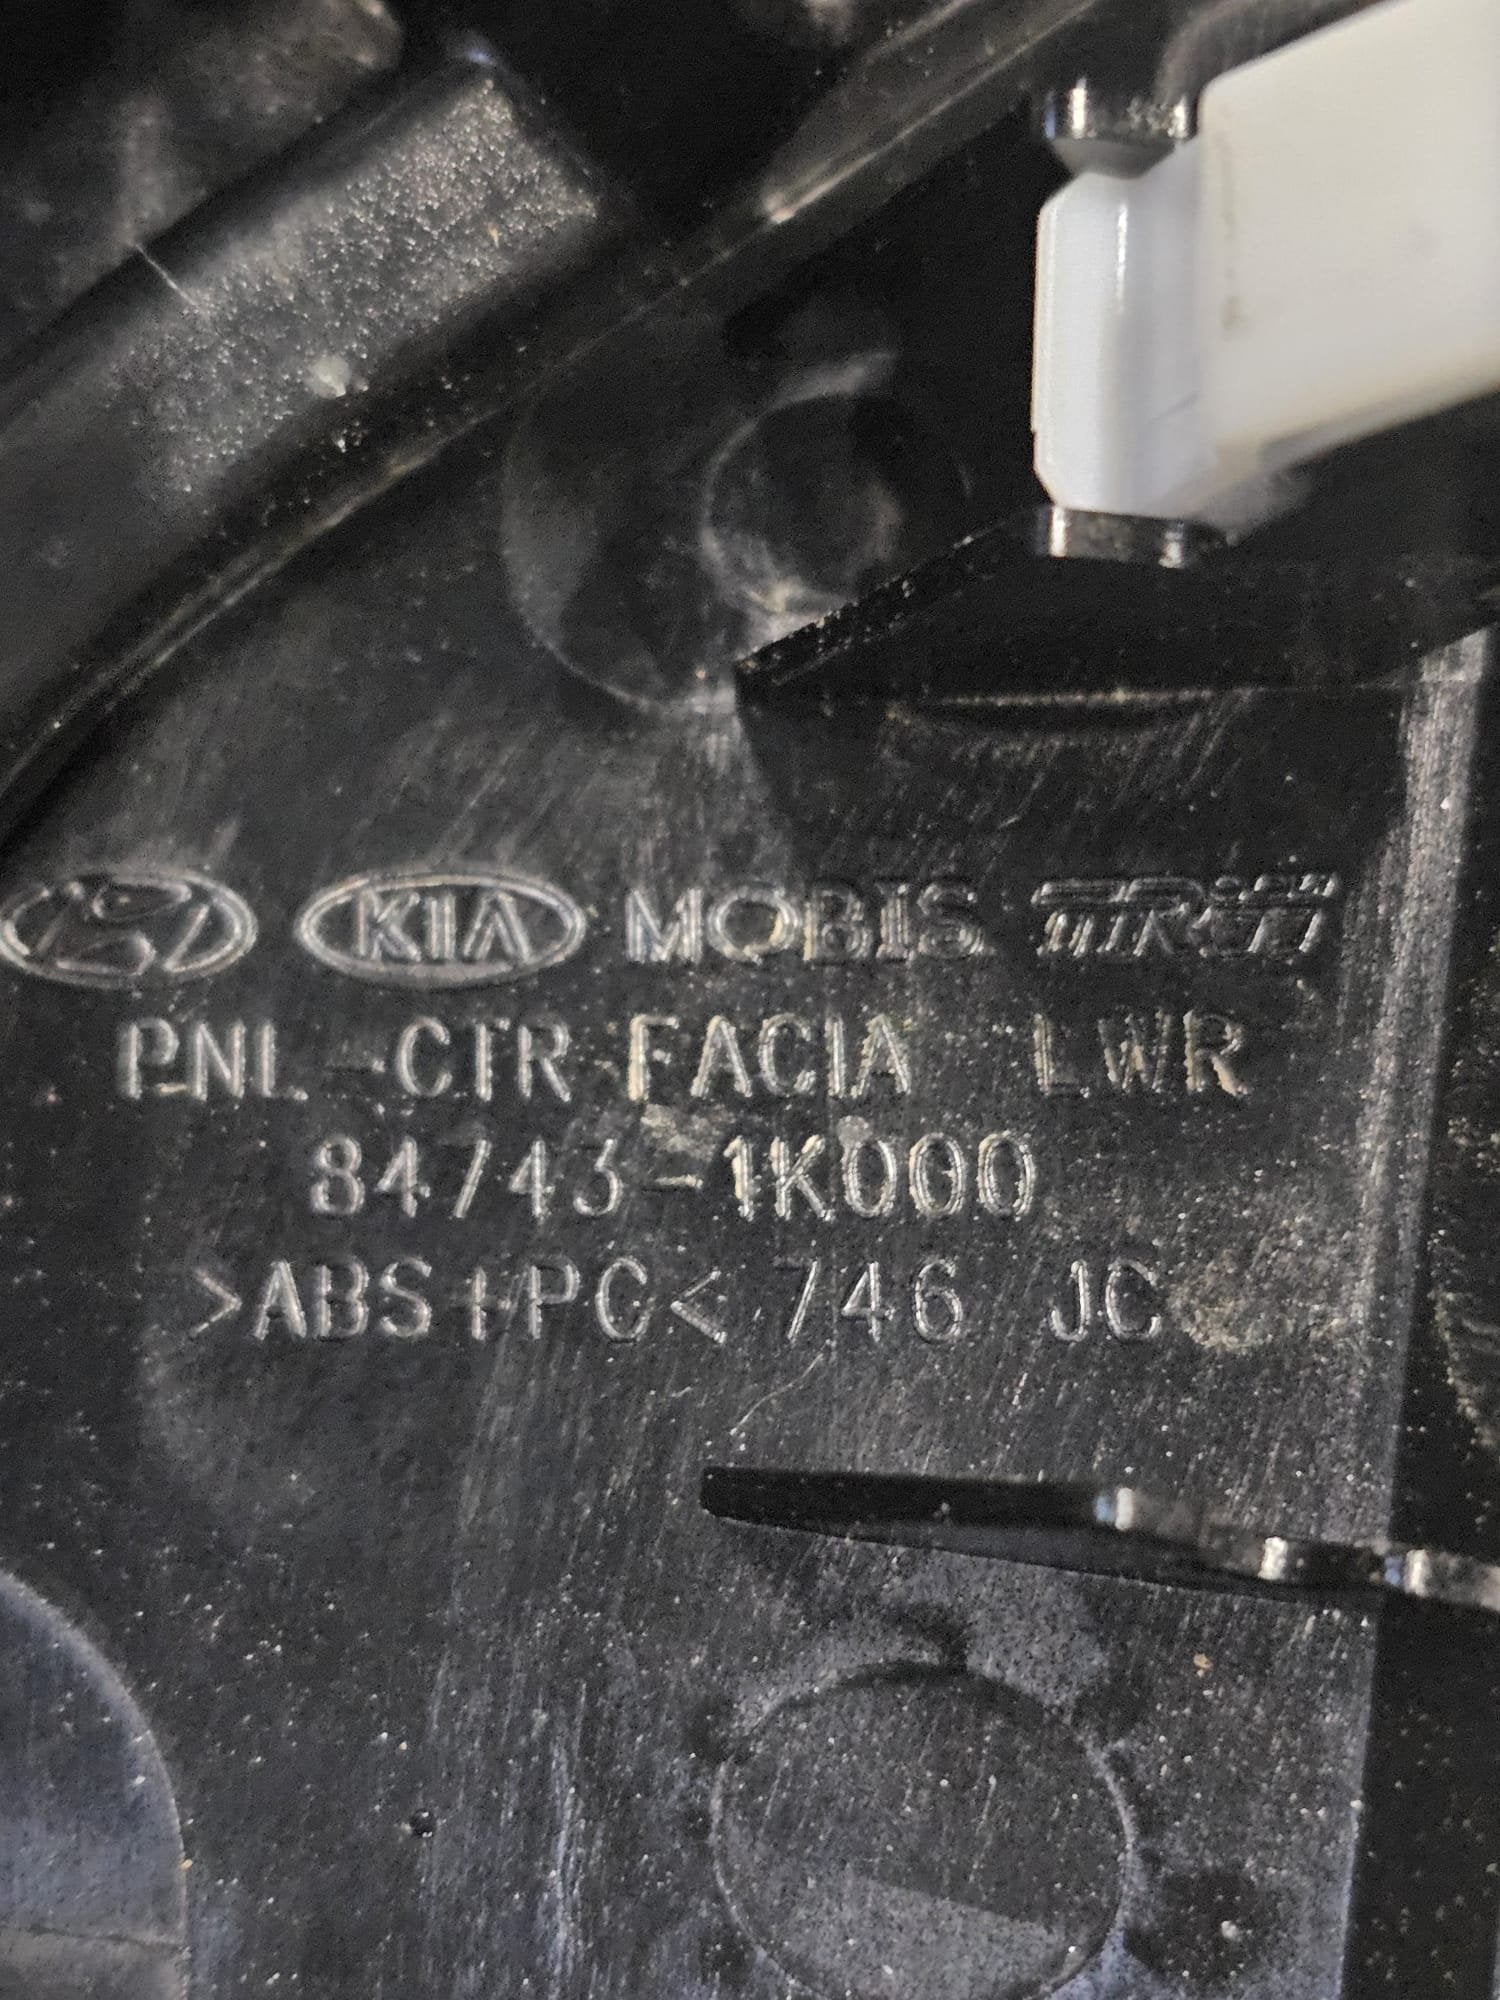 KIA MOBIS
PNL-CTR FACIA LWR
84743-1K000
>ABS+PC< 746 JC